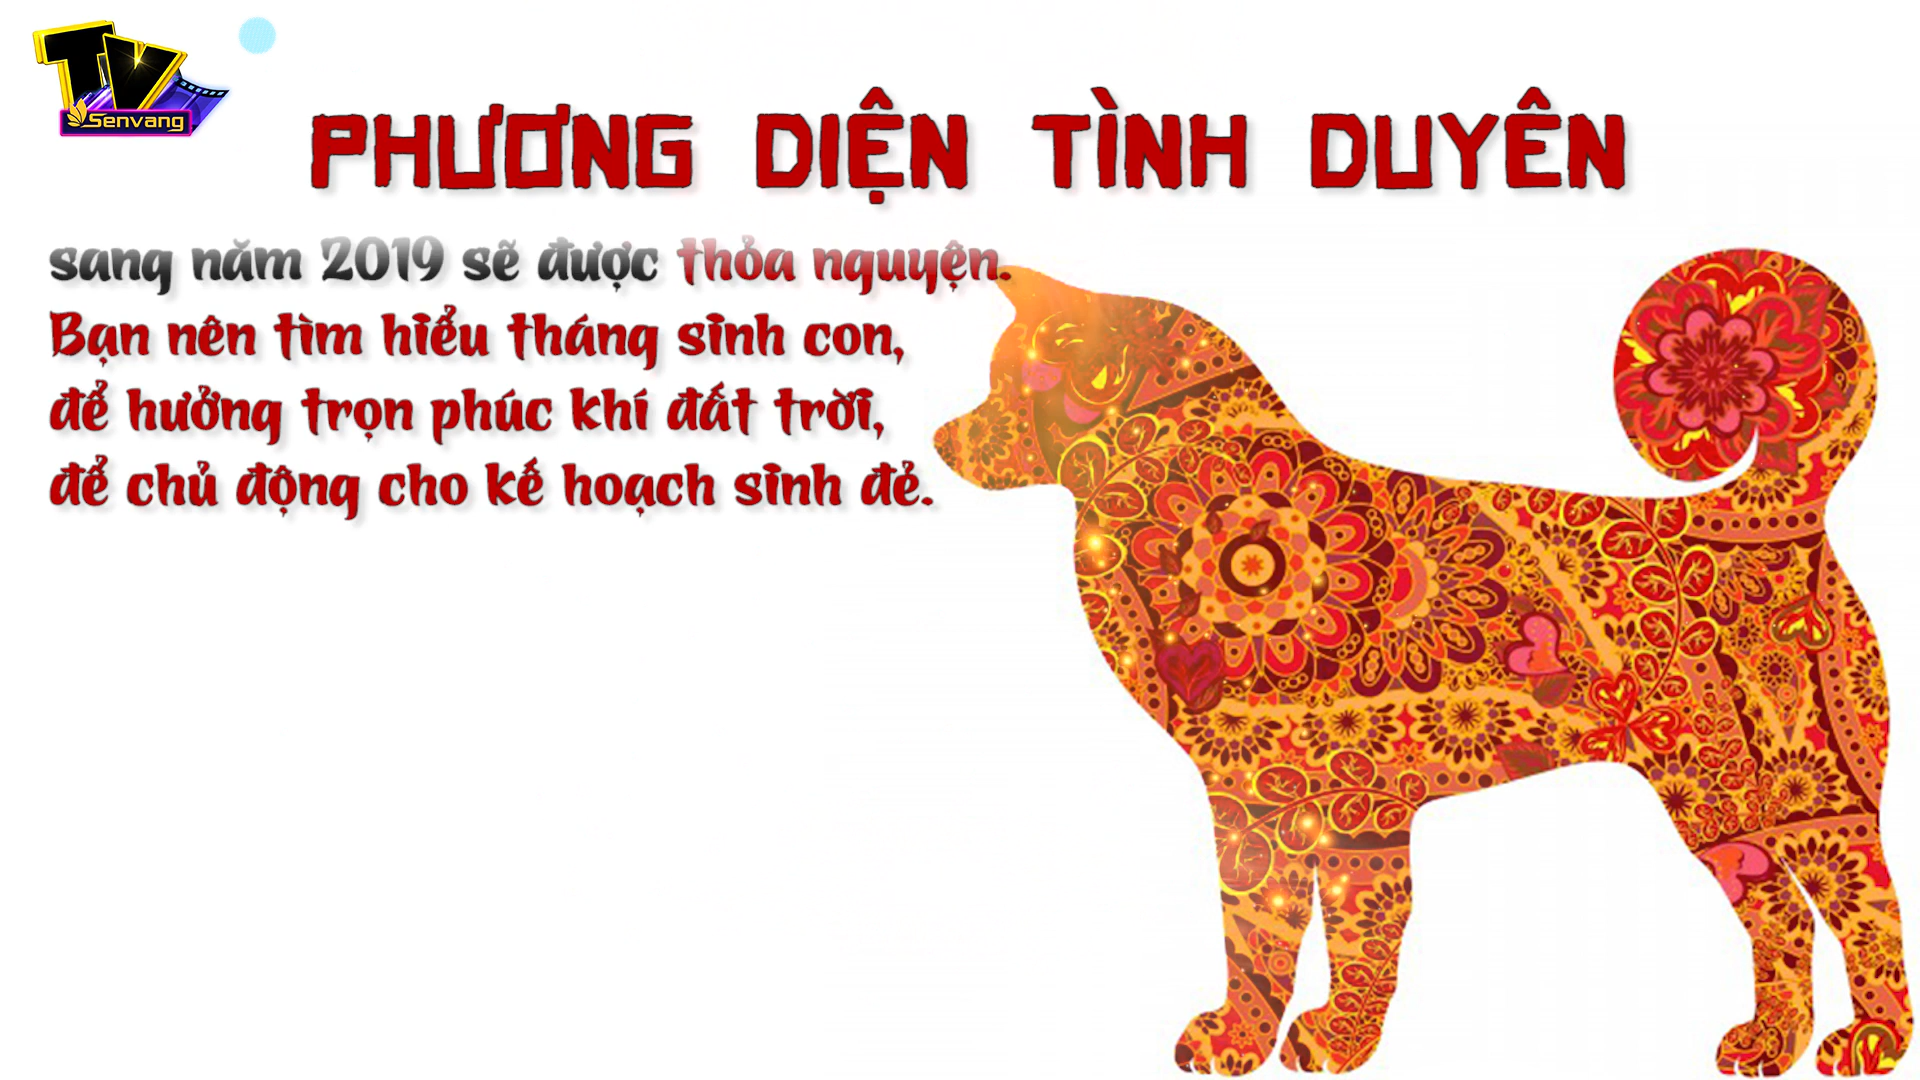 TV
Senvang
PHƯƠNG DIỆN TÌNH DUYÊN
sang năm 2019 sẽ được thỏa nguyện.
Bạn nên tìm hiểu tháng sinh con,
để hưởng trọn phúc khí đất trời,
để chủ động cho kế hoạch sinh đẻ.